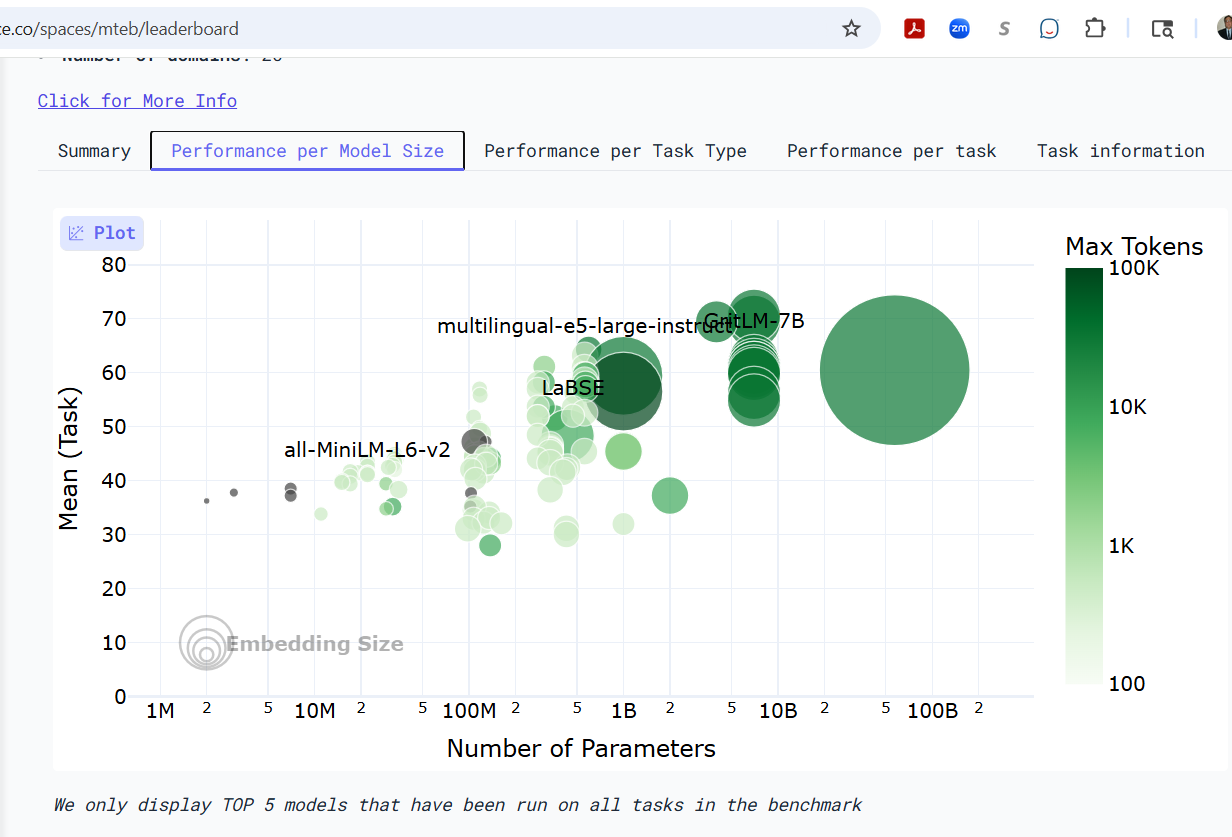 ce.co/spaces/mteb/leaderboard
zm
S
Number of domains: 20
Click for More Info
Summary
Performance per Model Size
Performance per Task Type
Performance per task
Task information
Plot
Max Tokens
100K
10K
1K
100
Mean (Task)
80
70
60
50
40
30
20
10
0
multilingual-e5-large-instruct
GritLM-7B
LaBSE
all-MiniLM-L6-v2
Embedding Size
1M 2 5 10M 2 5 100M 2 5 1B 2 5 10B 2 5 100B 2
Number of Parameters
We only display TOP 5 models that have been run on all tasks in the benchmark